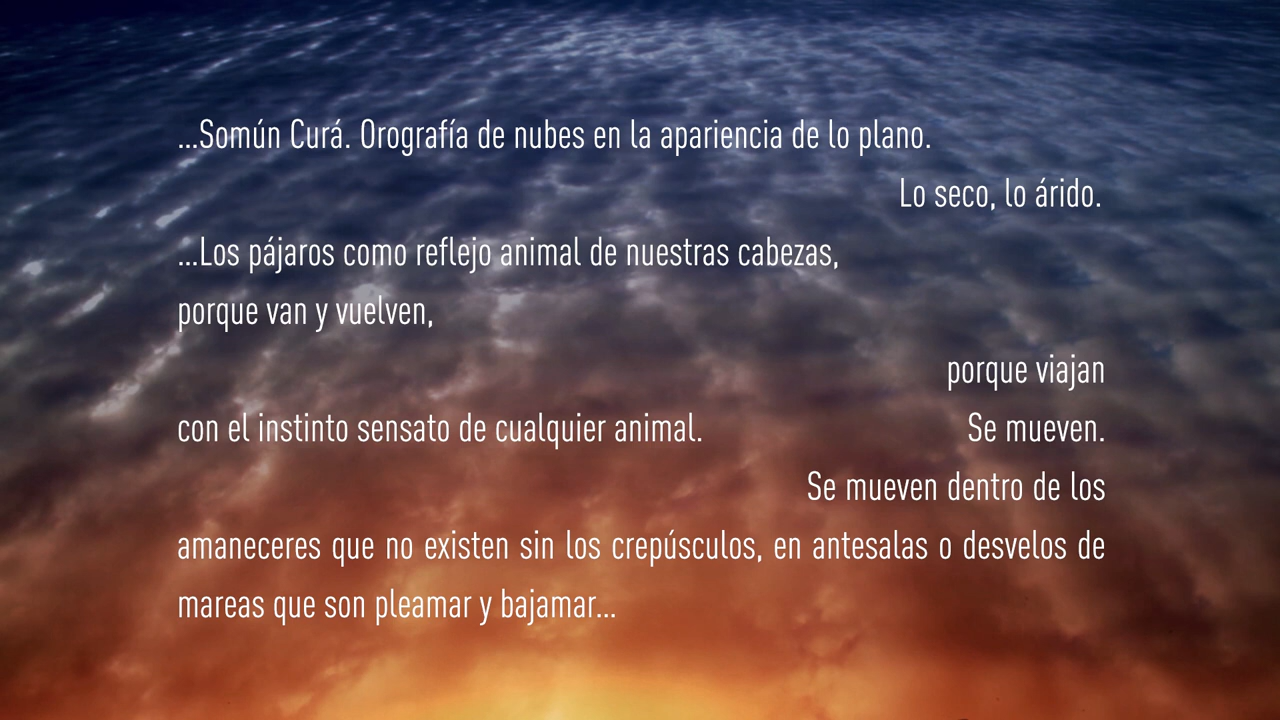 ...Somún Curá. Orografía de nubes en la apariencia de lo plano.
Lo seco, lo árido.
...Los pájaros como reflejo animal de nuestras cabezas,
porque van y vuelven,
porque viajan
con el instinto sensato de cualquier animal. Se mueven.
Se mueven dentro de los
amaneceres que no existen sin los crepúsculos, en antesalas o desvelos de
mareas que son pleamar y bajamar...